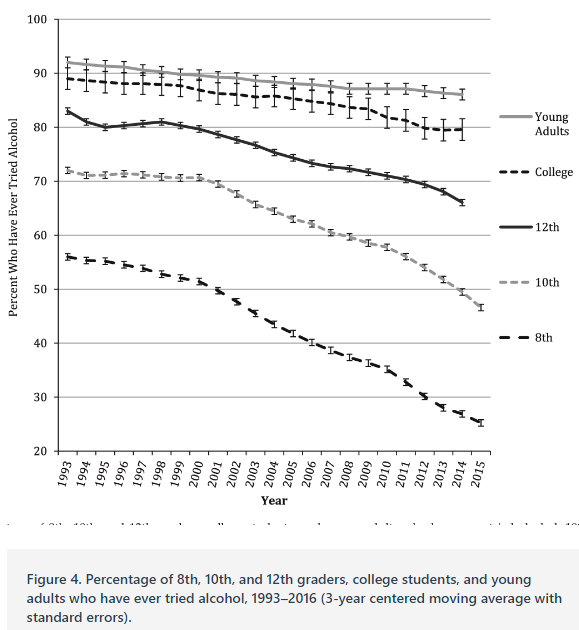 100
90
80
70
60
50
40
30
20
Percent Who Have Ever Tried Alcohol
1993 1994 1995 1996 1997 1998 1999 2000 2001 2002 2003 2004 2005 2006 2007 2008 2009 2010 2011 2012 2013 2014 2015
Year
Young
Adults
College
12th
10th
8th
Figure 4. Percentage of 8th, 10th, and 12th graders, college students, and young
adults who have ever tried alcohol, 1993–2016 (3-year centered moving average with
standard errors).